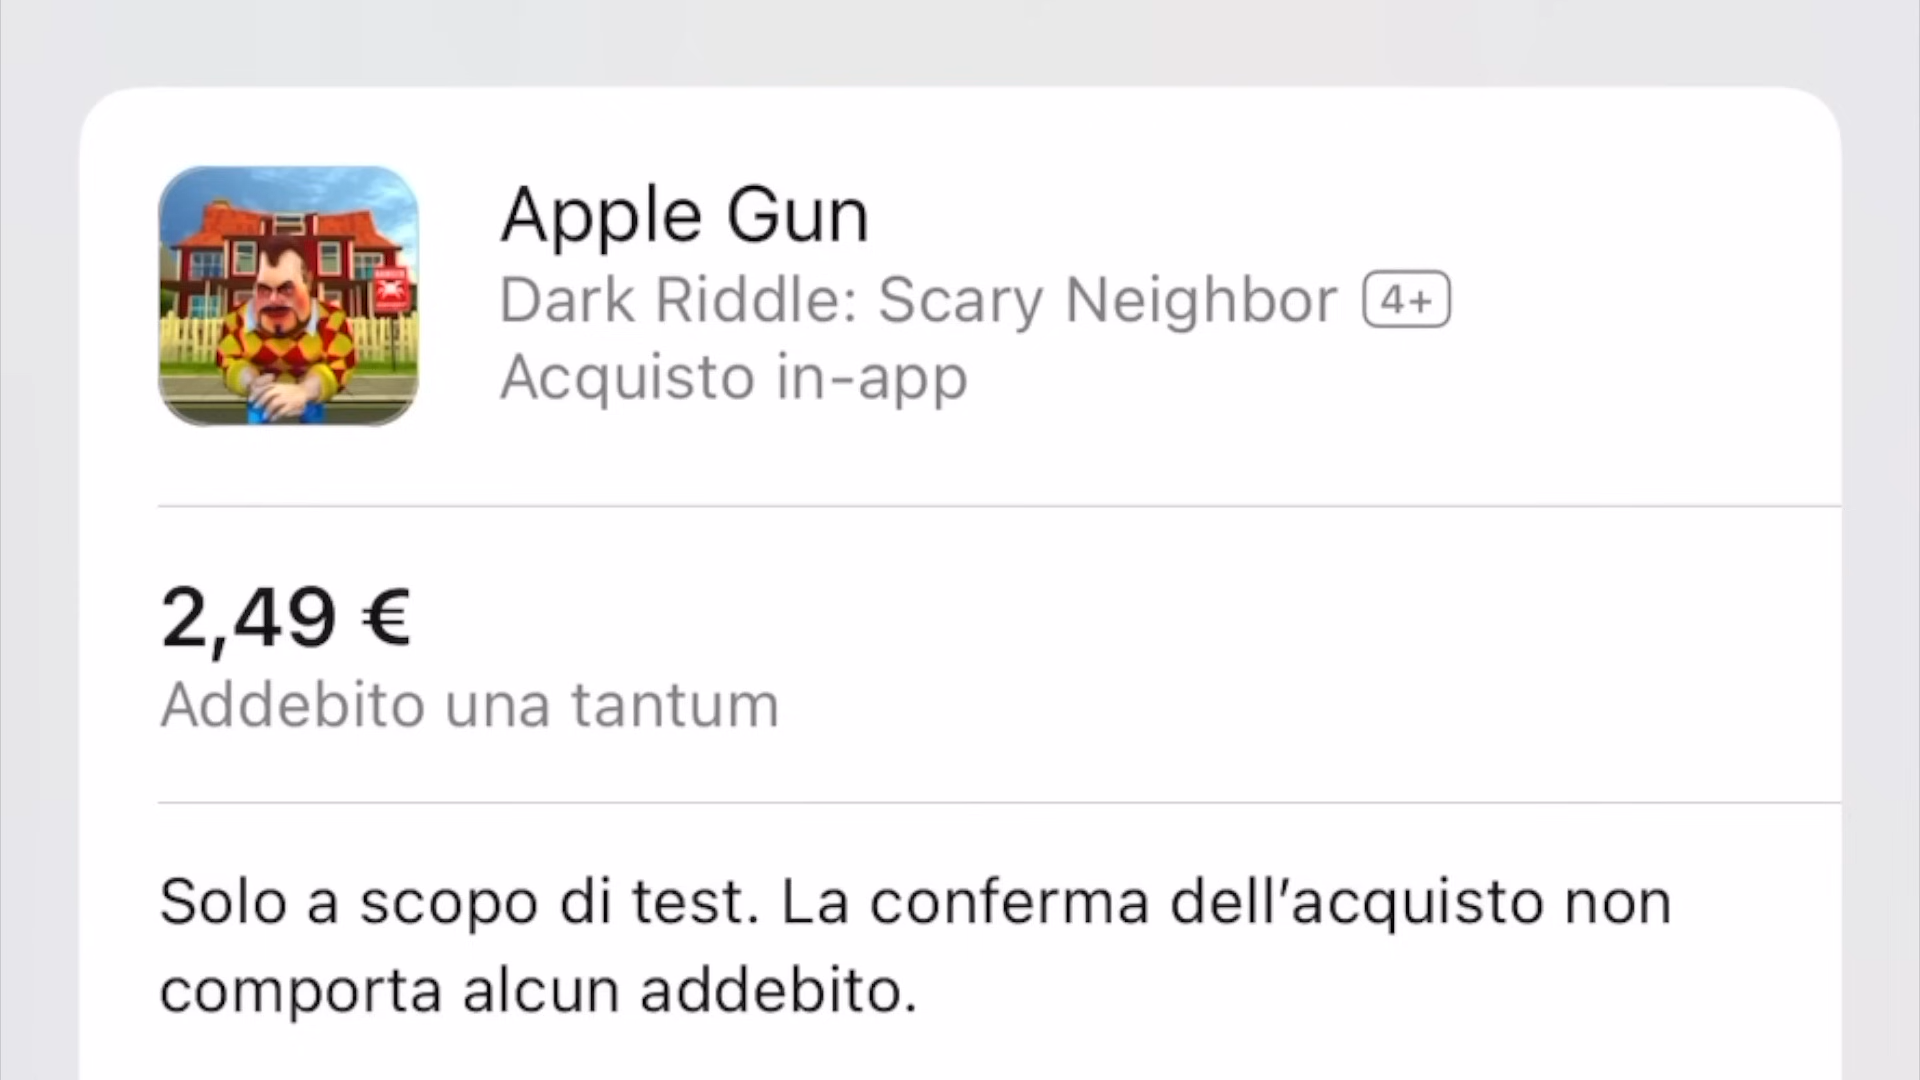 Apple Gun
Dark Riddle: Scary Neighbor 4+
Acquisto in-app
DANGER
2,49 €
Addebito una tantum
Solo a scopo di test. La conferma dell’acquisto non
comporta alcun addebito.